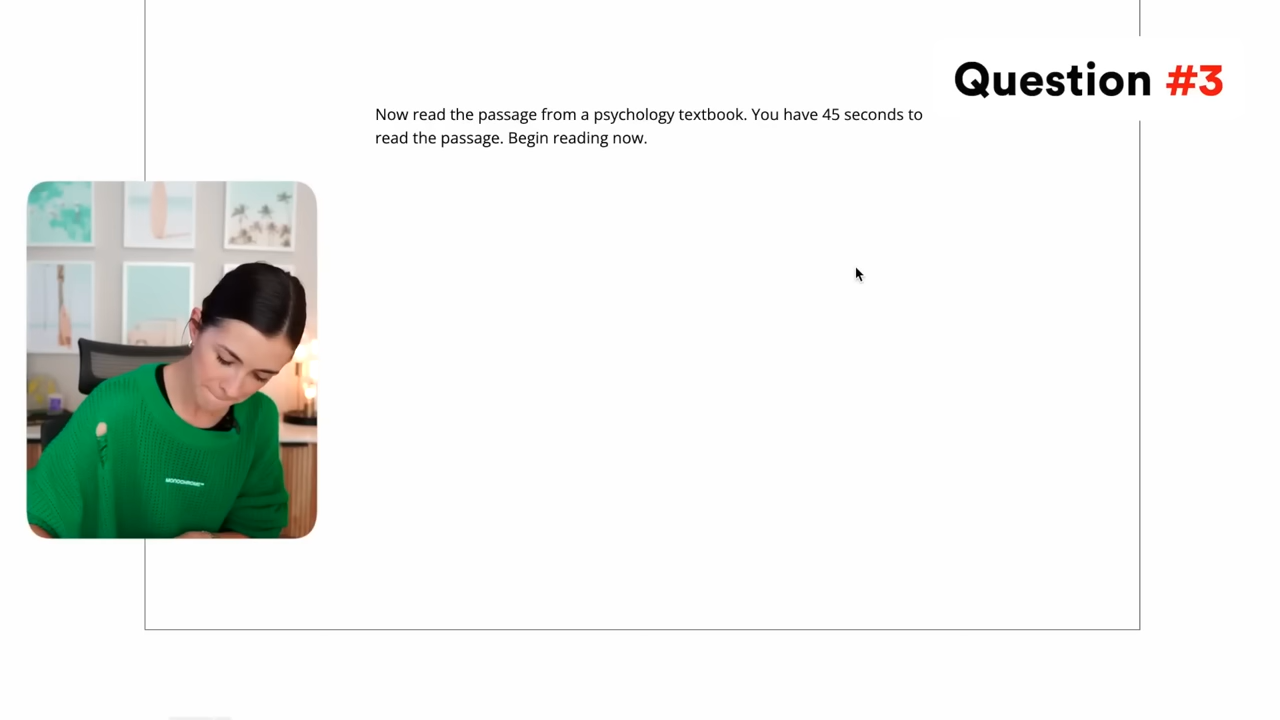 Question #3
Now read the passage from a psychology textbook. You have 45 seconds to
read the passage. Begin reading now.
MONOCHROME™